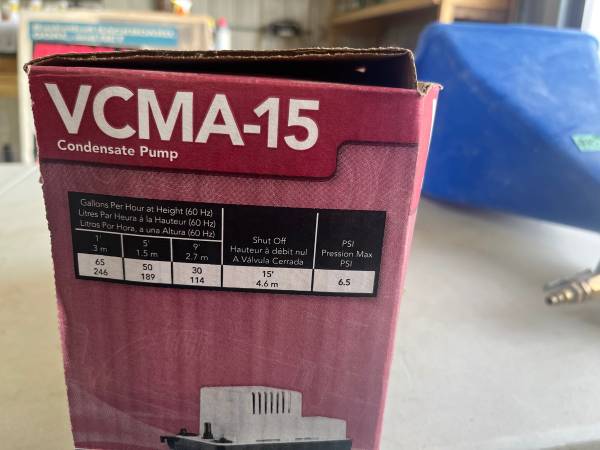 VCMA-15
Condensate Pump
Gallons Per Hour at Height (60 Hz)
Litres Par Heura à la Hauteur (60 Hz)
Litros Por Hora, a una Altura (60 Hz)
Shut Off
Hauteur à débit nul
A Válvula Cerrada
PSI
Pression Max
PSI
1' 5' 9'
3 m 1.5 m 2.7 m
65 50 30 15' 6.5
246 189 114 4.6 m